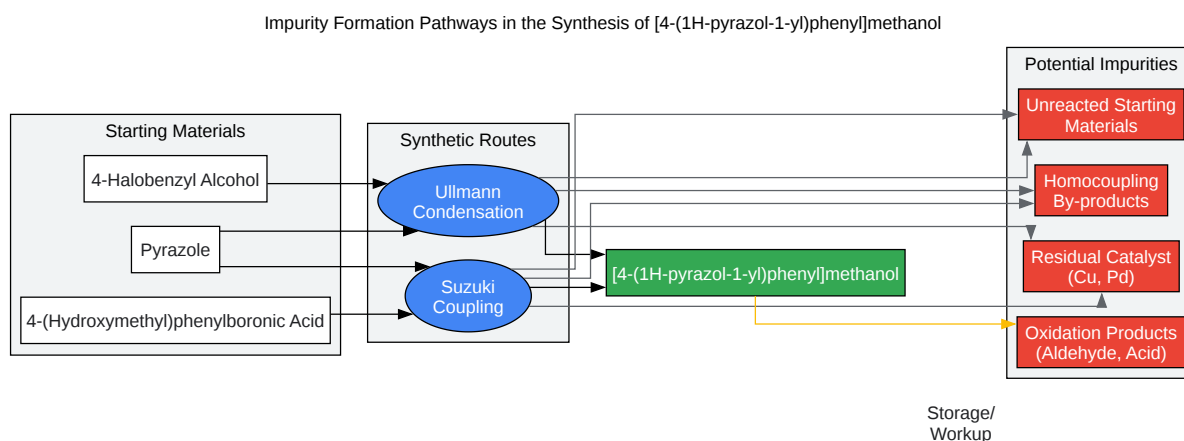 Impurity Formation Pathways in the Synthesis of [4-(1H-pyrazol-1-yl)phenyl]methanol
Starting Materials
4-Halobenzyl Alcohol
Pyrazole
4-(Hydroxymethyl)phenylboronic Acid
Synthetic Routes
Ullmann
Condensation
Suzuki
Coupling
[4-(1H-pyrazol-1-yl)phenyl]methanol
Potential Impurities
Unreacted Starting
Materials
Homocoupling
By-products
Residual Catalyst
(Cu, Pd)
Oxidation Products
(Aldehyde, Acid)
Storage/
Workup